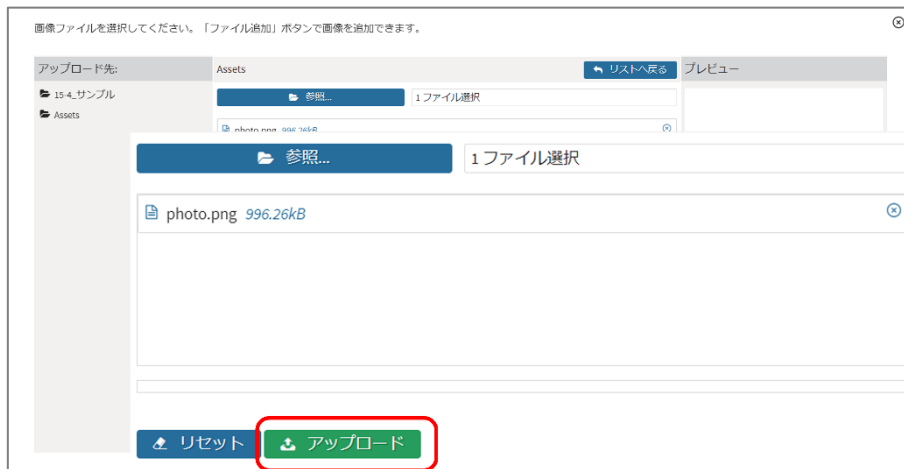 画像ファイルを選択してください。「ファイル追加」ボタンで画像を追加できます。
アップロード先:
Assets
リストへ戻る
プレビュー
15-4_サンプル
Assets
参照...
1 ファイル選択
photo.png 996.26kB
参照...
1 ファイル選択
photo.png 996.26kB
リセット
アップロード